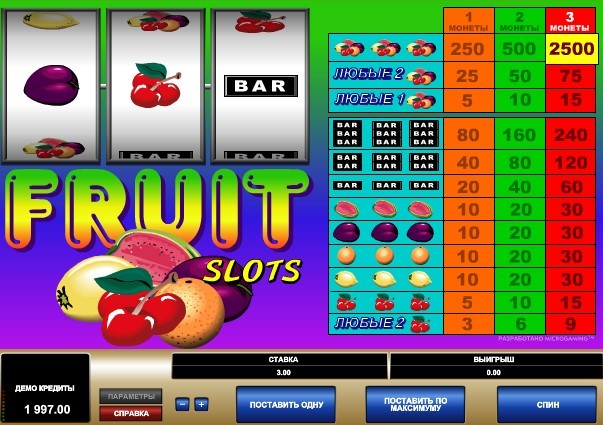 1 МОНЕТЫ 2 МОНЕТЫ 3 МОНЕТЫ
250 500 2500
ЛЮБЫЕ 2 25 50 75
ЛЮБЫЕ 1 5 10 15
BAR
BAR BAR BAR
BAR BAR BAR 80 160 240
BAR BAR BAR
BAR BAR BAR
BAR BAR BAR 40 80 120
BAR BAR BAR 20 40 60
10 20 30
10 20 30
10 20 30
10 20 30
5 10 15
ЛЮБЫЕ 2 3 6 9
РАЗРАБОТАНО MICROGAMING™
BAR
FRUIT
SLOTS
ДЕМО КРЕДИТЫ
1 997.00
СТАВКА
3.00
ВЫИГРЫШ
0.00
ПАРАМЕТРЫ
СПРАВКА
- +
ПОСТАВИТЬ ОДНУ
ПОСТАВИТЬ ПО
МАКСИМУМУ
СПИН